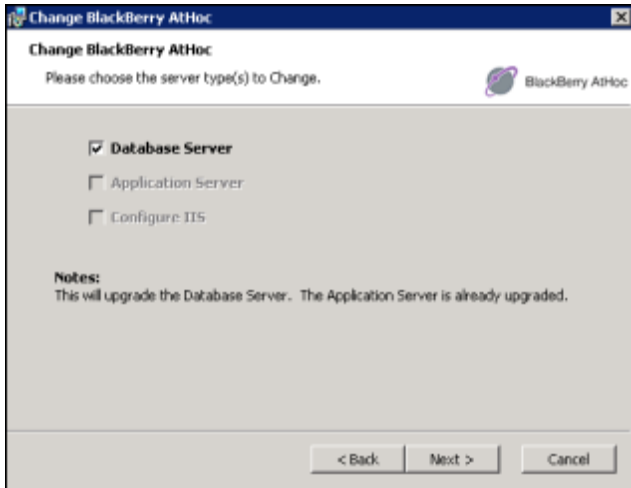 Change BlackBerry AtHoc
Change BlackBerry AtHoc
Please choose the server type(s) to Change.
BlackBerry AtHoc
Database Server
Application Server
Configure IIS
Notes:
This will upgrade the Database Server. The Application Server is already upgraded.
< Back
Next >
Cancel